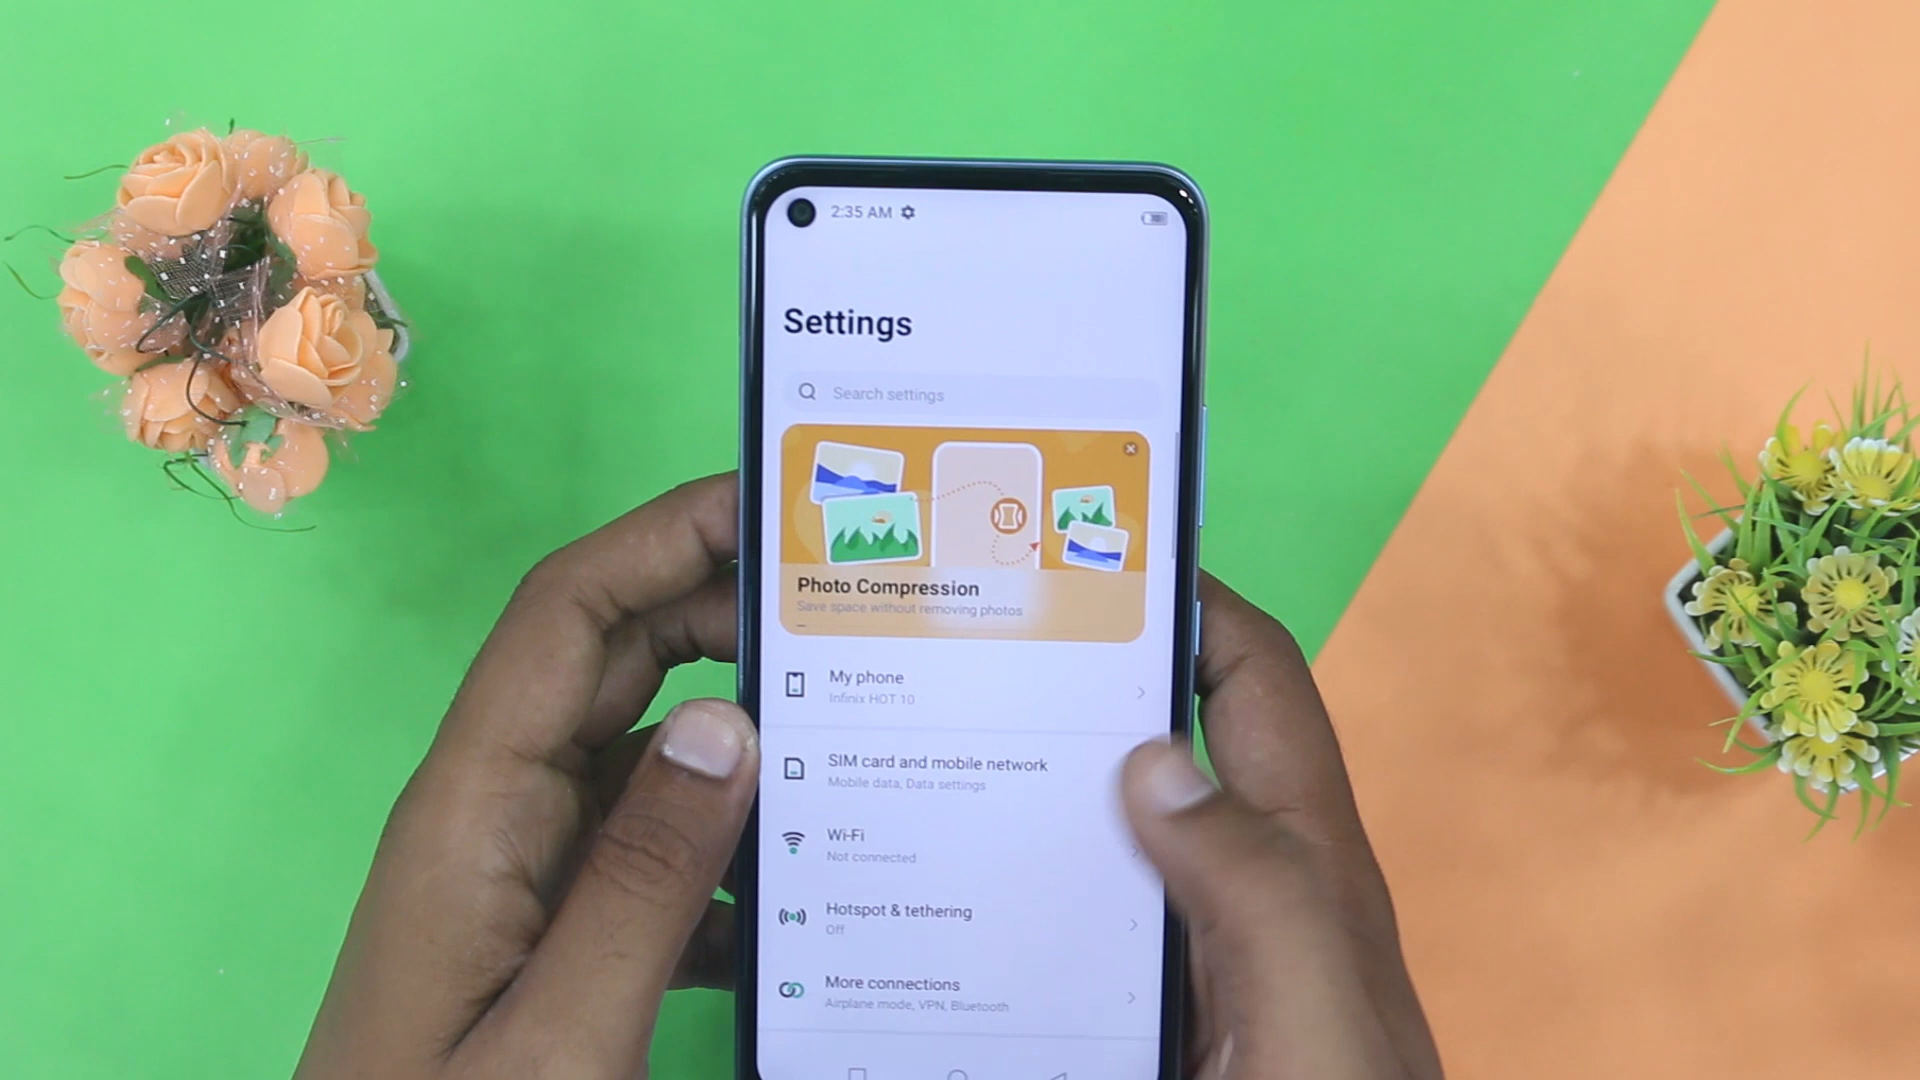 2:35 AM
Settings
Search settings
Photo Compression
Save space without removing photos
My phone
Infinix HOT 10
SIM card and mobile network
Mobile data, Data settings
Wi-Fi
Not connected
Hotspot & tethering
Off
More connections
Airplane mode, VPN, Bluetooth